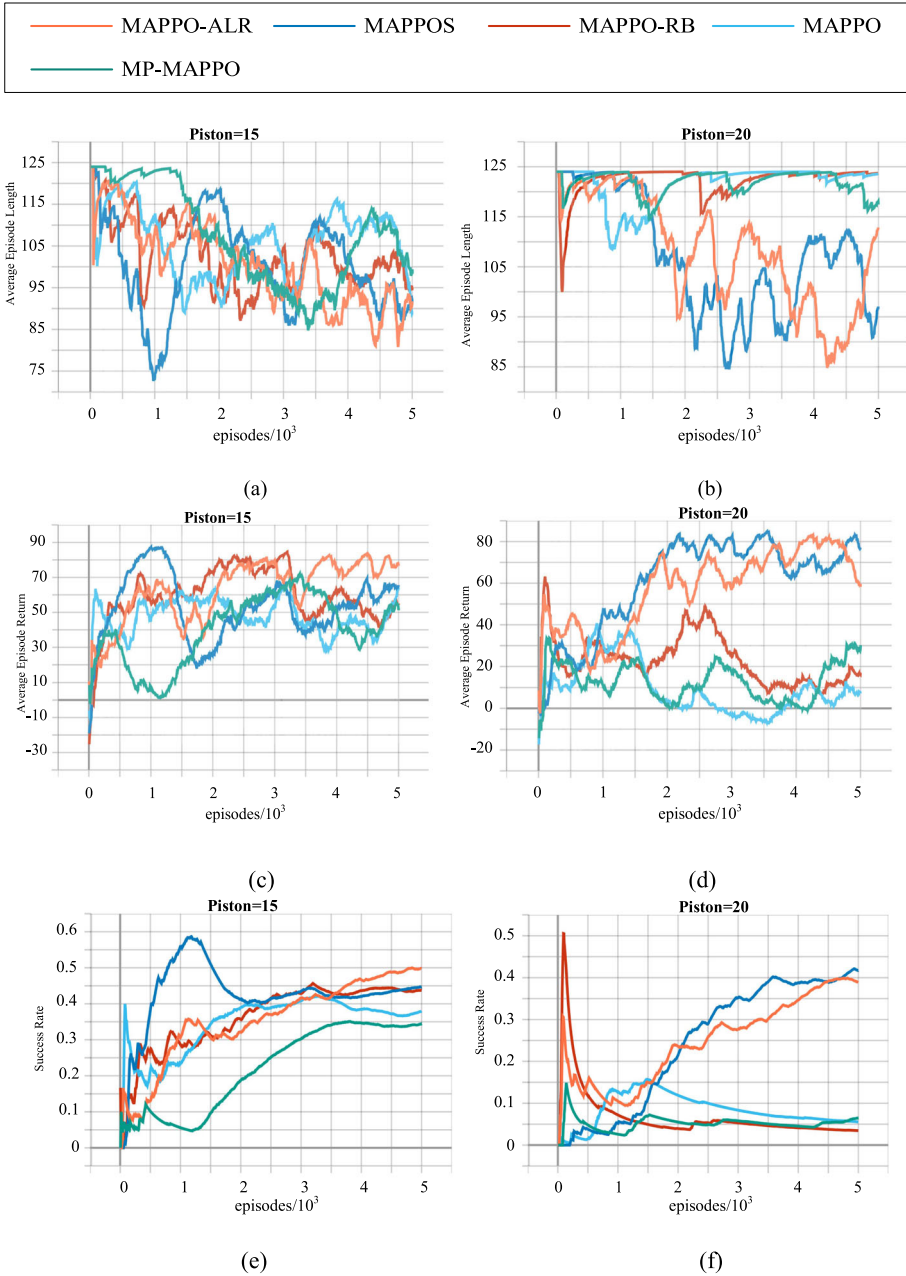 MAPPO-ALR MAPPOS MAPPO-RB MAPPO
MP-MAPPO
Piston=15
Average Episode Length
125
115
105
95
85
75
0 1 2 3 4 5
episodes/10³
(a)
Piston=20
Average Episode Length
125
115
105
95
85
0 1 2 3 4 5
episodes/10³
(b)
Piston=15
Average Episode Return
90
70
50
30
10
-10
-30
0 1 2 3 4 5
episodes/10³
(c)
Piston=20
Average Episode Return
80
60
40
20
0
-20
0 1 2 3 4 5
episodes/10³
(d)
Piston=15
Success Rate
0.6
0.5
0.4
0.3
0.2
0.1
0
0 1 2 3 4 5
episodes/10³
(e)
Piston=20
Success Rate
0.5
0.4
0.3
0.2
0.1
0
0 1 2 3 4 5
episodes/10³
(f)